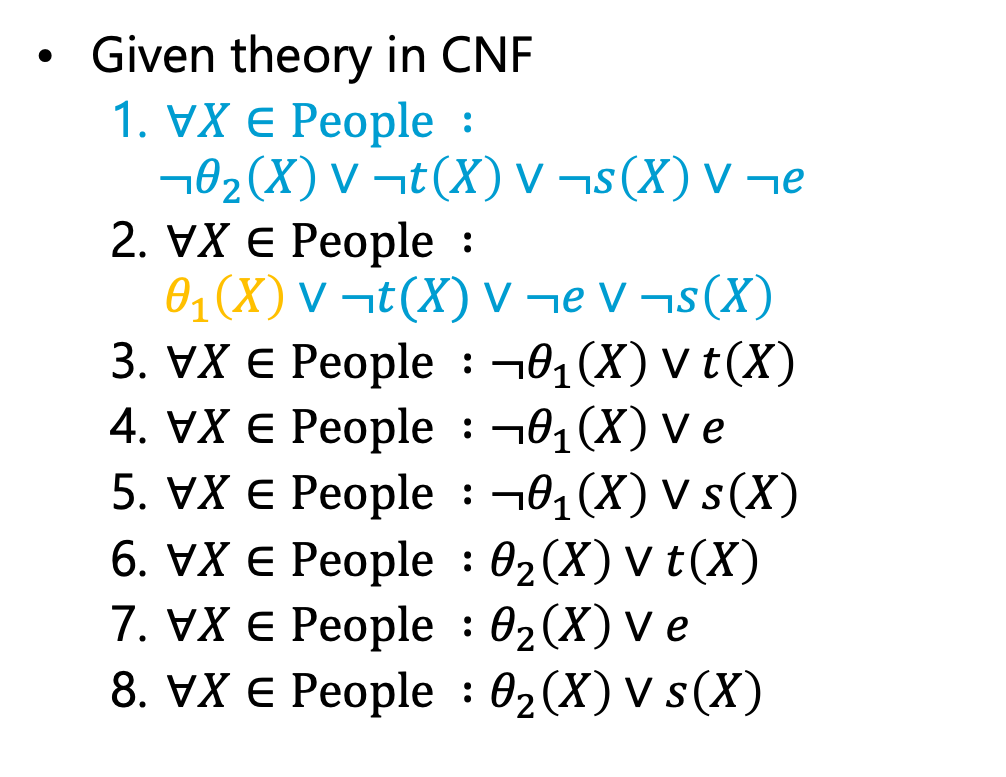 • Given theory in CNF
1. ∀X ∈ People :
¬θ₂(X) ∨ ¬t(X) ∨ ¬s(X) ∨ ¬e
2. ∀X ∈ People :
θ₁(X) ∨ ¬t(X) ∨ ¬e ∨ ¬s(X)
3. ∀X ∈ People : ¬θ₁(X) ∨ t(X)
4. ∀X ∈ People : ¬θ₁(X) ∨ e
5. ∀X ∈ People : ¬θ₁(X) ∨ s(X)
6. ∀X ∈ People : θ₂(X) ∨ t(X)
7. ∀X ∈ People : θ₂(X) ∨ e
8. ∀X ∈ People : θ₂(X) ∨ s(X)